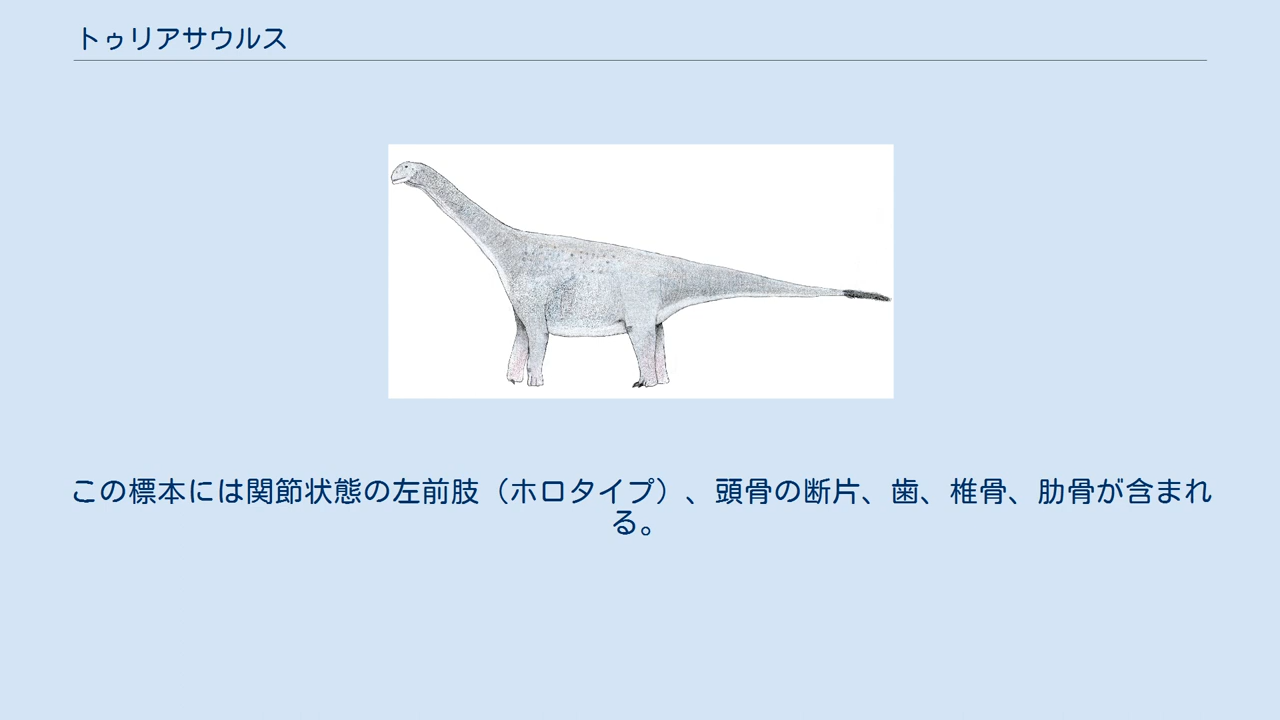 トゥリアサウルス
この標本には関節状態の左前肢（ホロタイプ）、頭骨の断片、歯、椎骨、肋骨が含まれ
る。